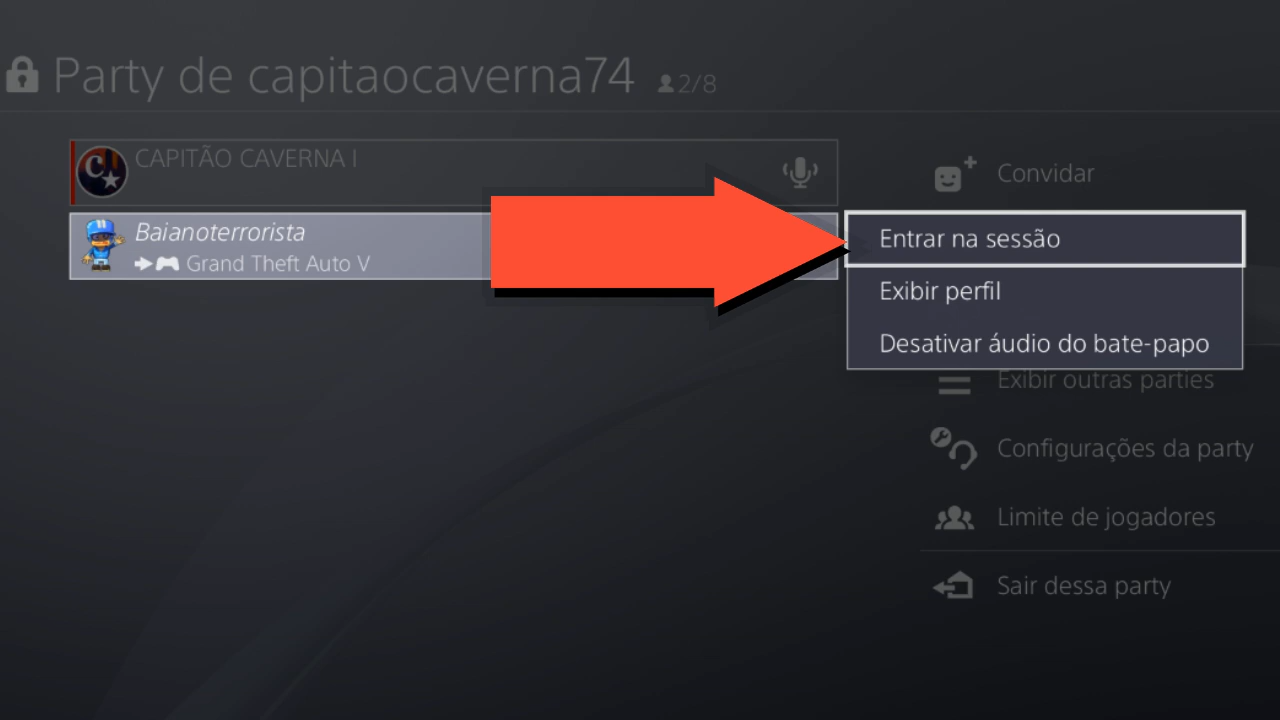 Party de capitaocaverna74 2/8
CAPITÃO CAVERNA I
Convidar
Baianoterrorista
Grand Theft Auto V
Entrar na sessão
Exibir perfil
Desativar áudio do bate-papo
Exibir outras parties
Configurações da party
Limite de jogadores
Sair dessa party